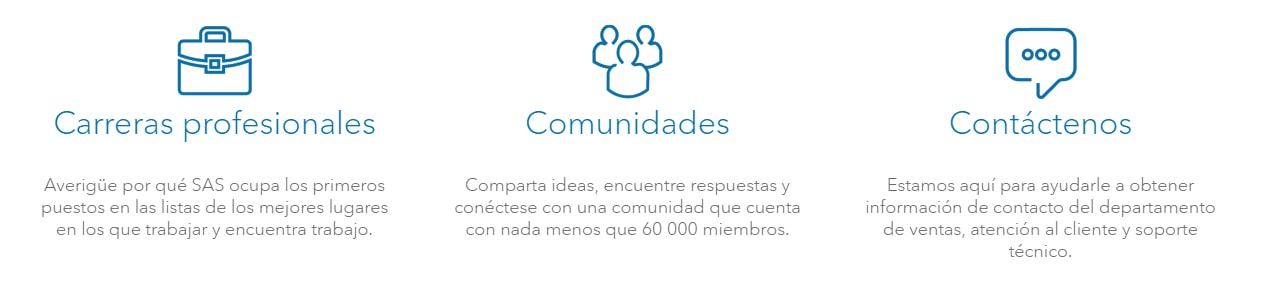 Carreras profesionales
Averigüe por qué SAS ocupa los primeros
puestos en las listas de los mejores lugares
en los que trabajar y encuentra trabajo.
Comunidades
Comparta ideas, encuentre respuestas y
conéctese con una comunidad que cuenta
con nada menos que 60 000 miembros.
Contáctenos
Estamos aquí para ayudarle a obtener
información de contacto del departamento
de ventas, atención al cliente y soporte
técnico.